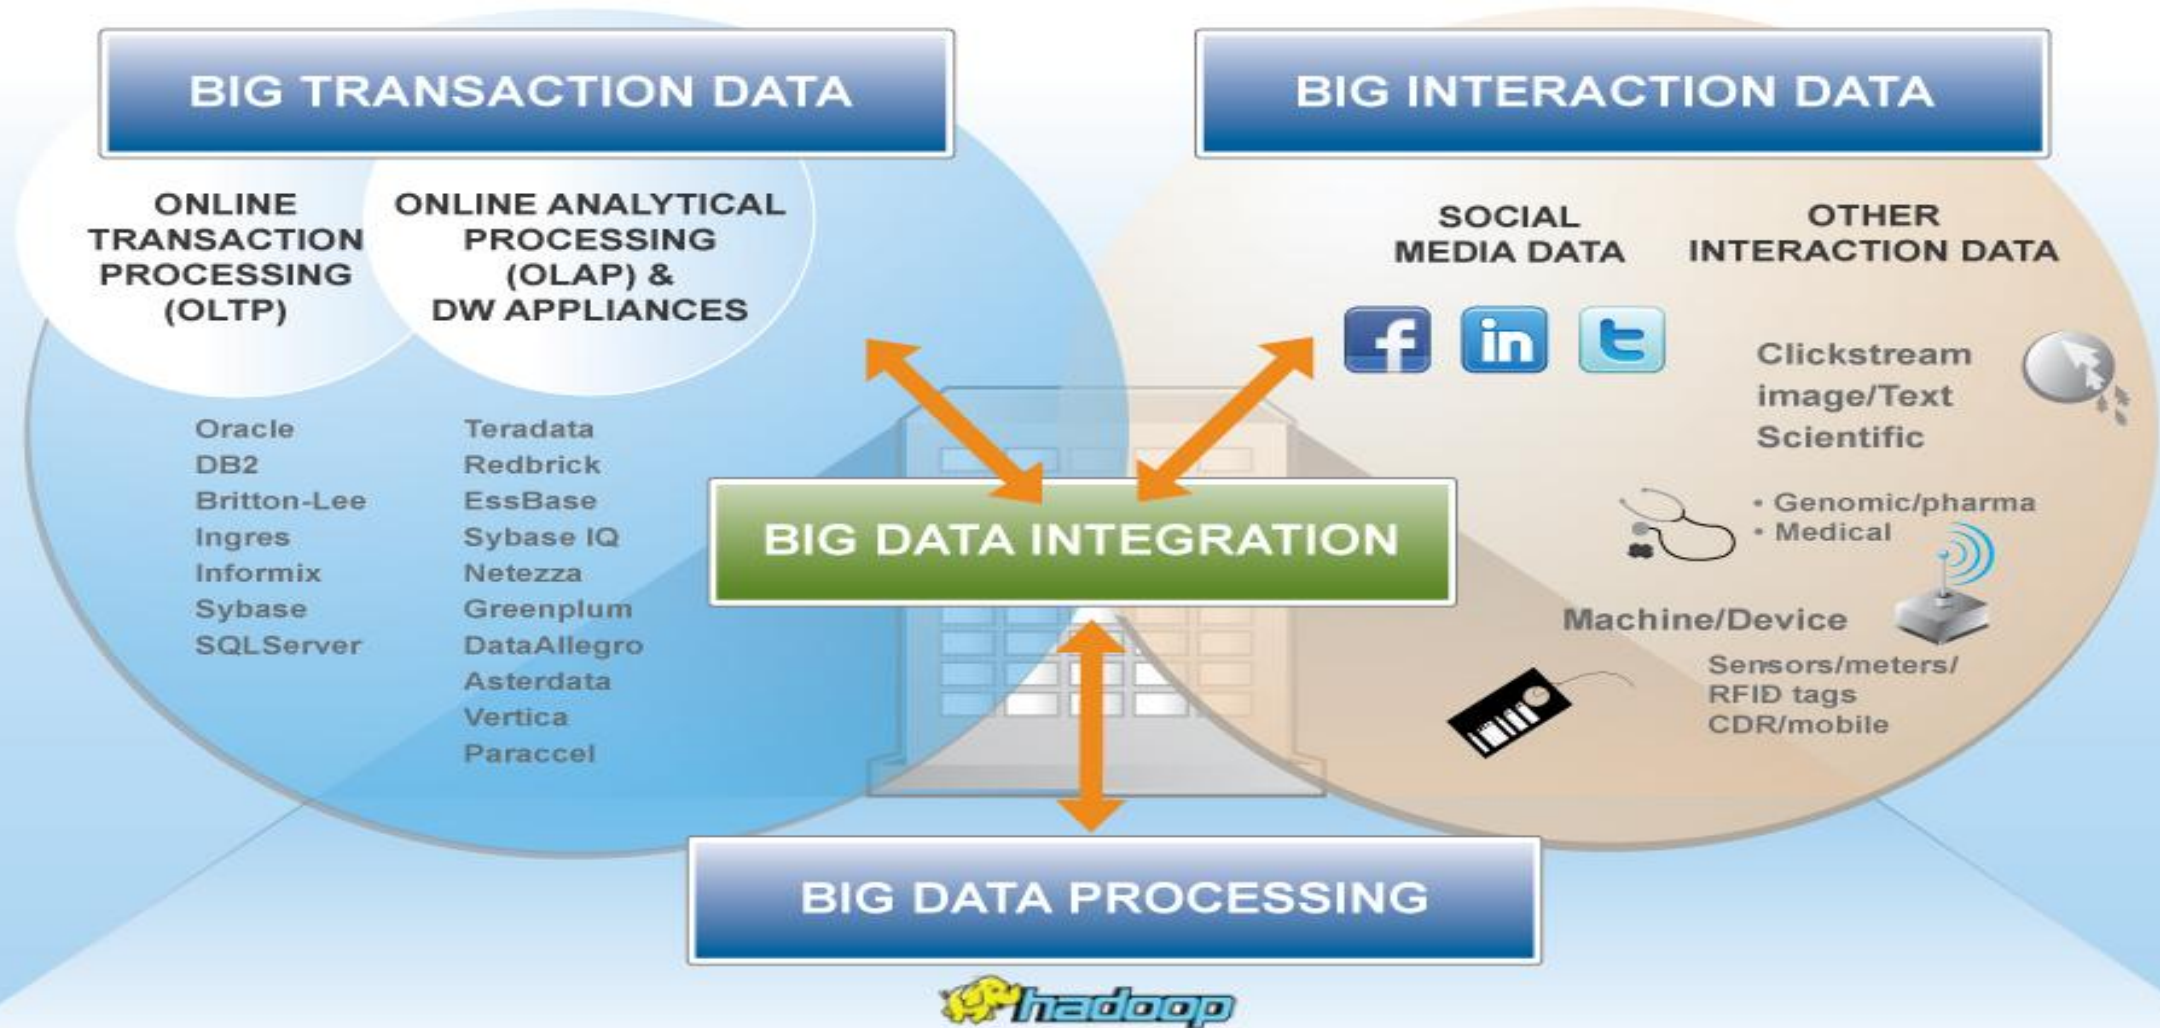 BIG TRANSACTION DATA
ONLINE
TRANSACTION
PROCESSING
(OLTP)
ONLINE ANALYTICAL
PROCESSING
(OLAP) &
DW APPLIANCES
Oracle
DB2
Britton-Lee
Ingres
Informix
Sybase
SQLServer
Teradata
Redbrick
EssBase
Sybase IQ
Netezza
Greenplum
DataAllegro
Asterdata
Vertica
Paraccel
BIG INTERACTION DATA
SOCIAL
MEDIA DATA
f
in
t
OTHER
INTERACTION DATA
Clickstream
image/Text
Scientific
• Genomic/pharma
• Medical
Machine/Device
Sensors/meters/
RFID tags
CDR/mobile
BIG DATA INTEGRATION
BIG DATA PROCESSING
hadoop